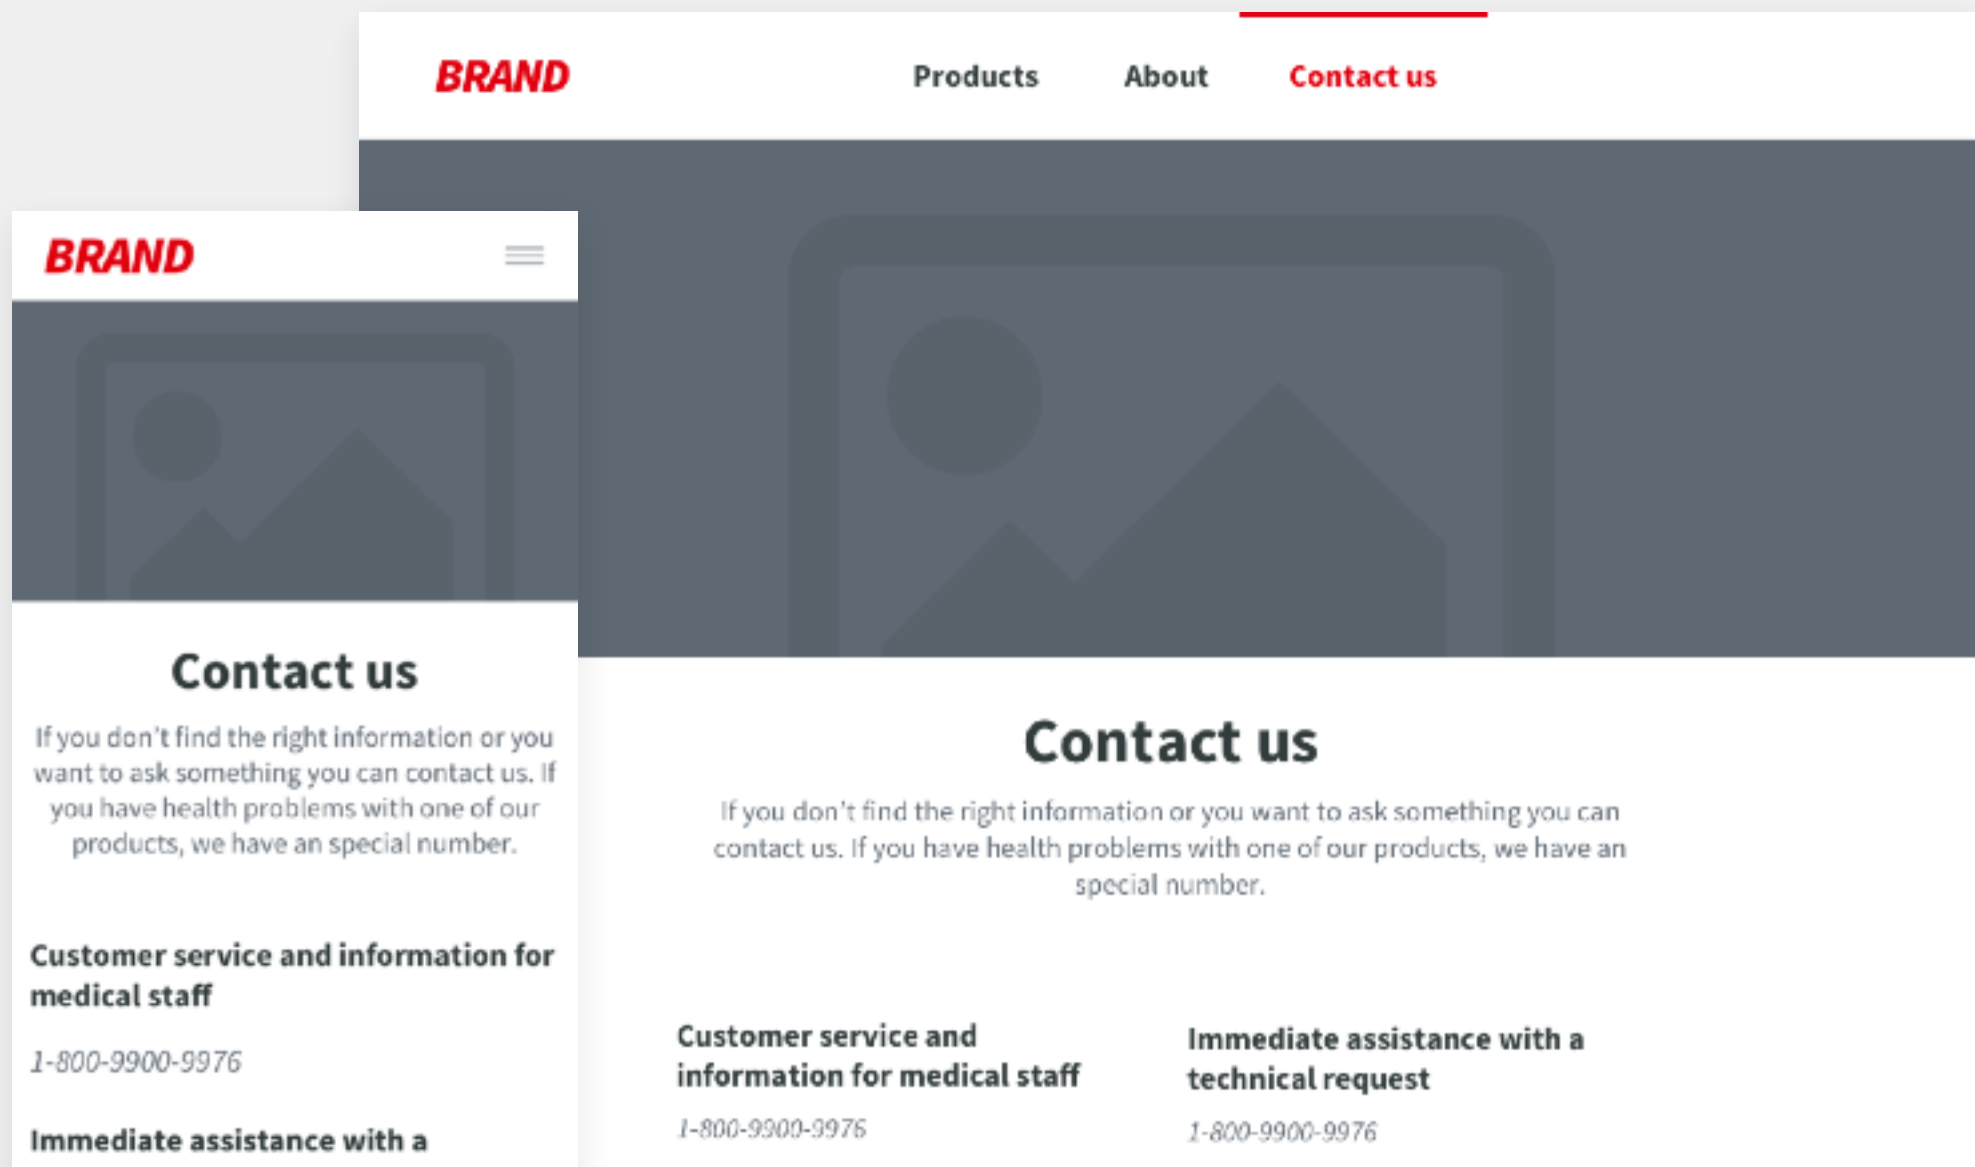 BRAND
Products
About
Contact us
Contact us
If you don't find the right information or you want to ask something you can
contact us. If you have health problems with one of our products, we have an
special number.
Customer service and
information for medical staff
1-800-9900-9976
Immediate assistance with a
technical request
1-800-9900-9976
BRAND
Contact us
If you don't find the right information or you
want to ask something you can contact us. If
you have health problems with one of our
products, we have an special number.
Customer service and information for
medical staff
1-800-9900-9976
Immediate assistance with a